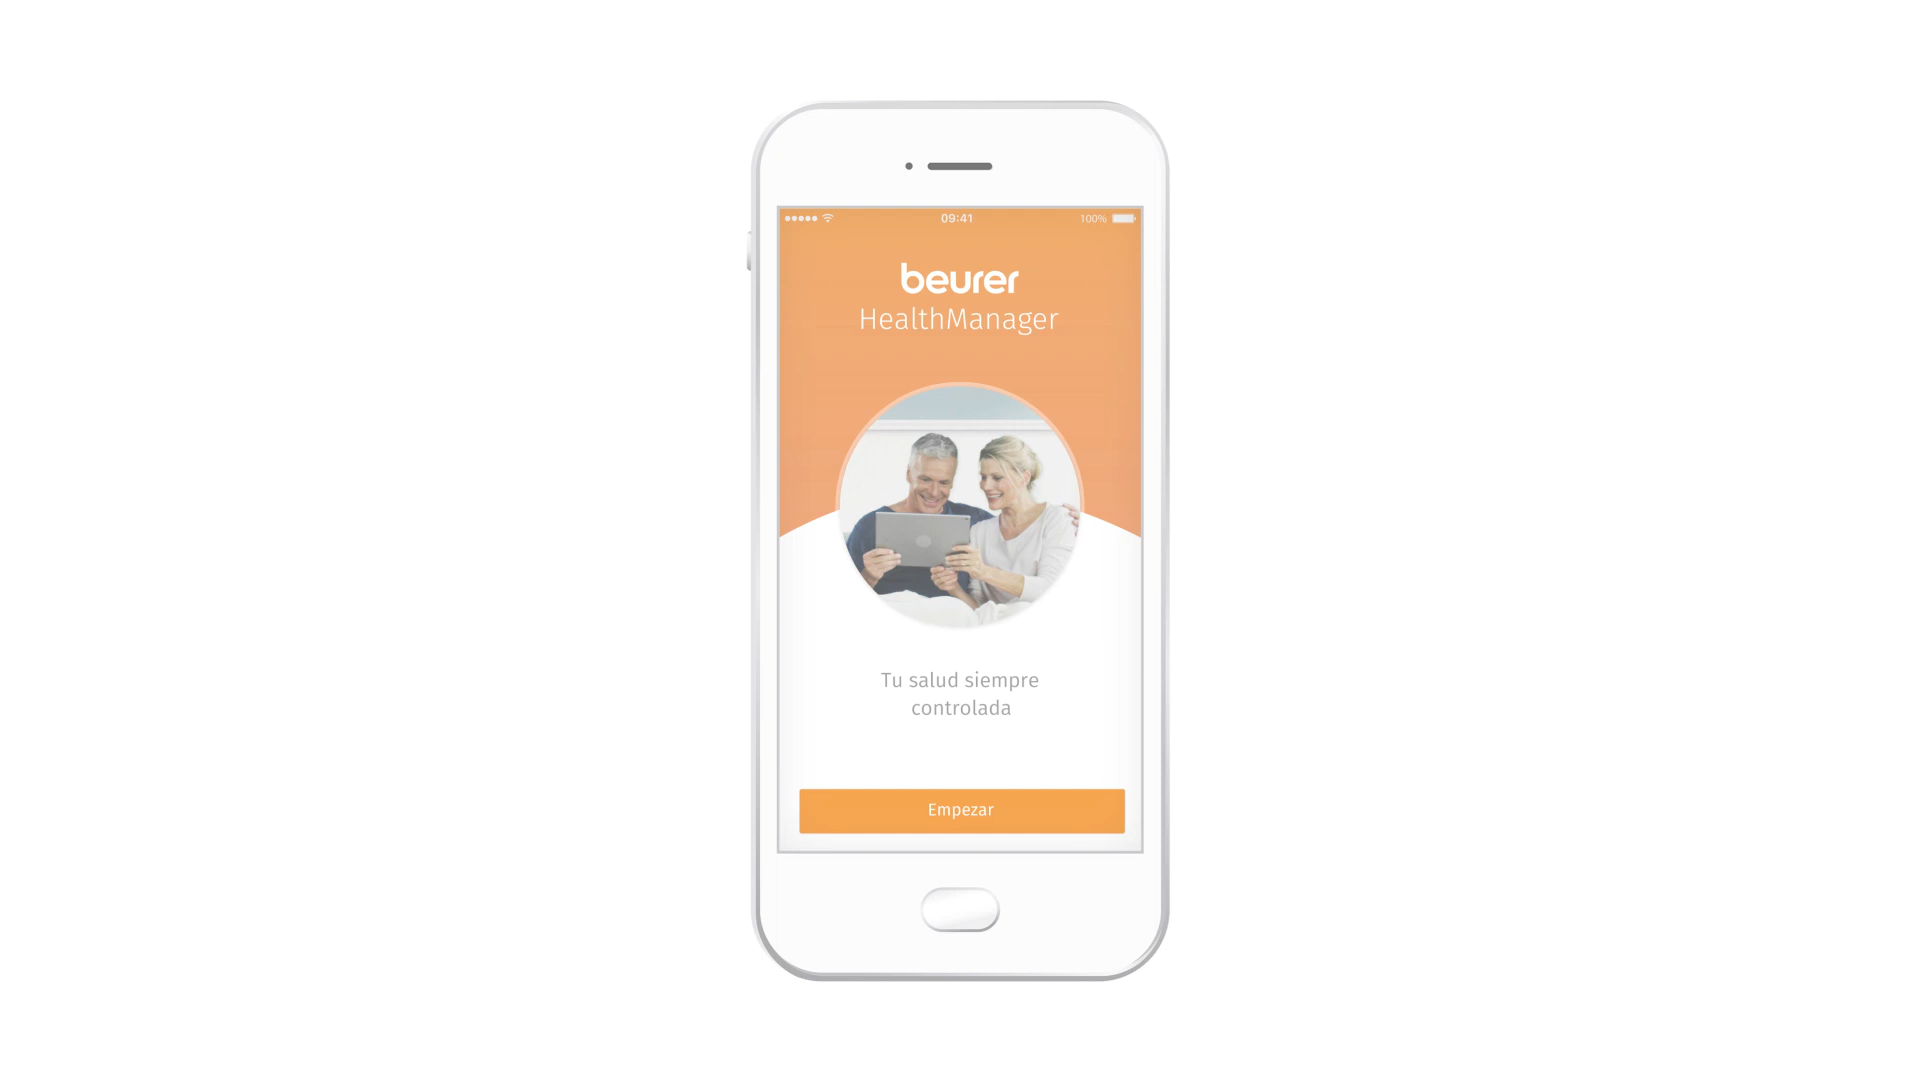 09:41
100%
beurer
HealthManager
Tu salud siempre
controlada
Empezar